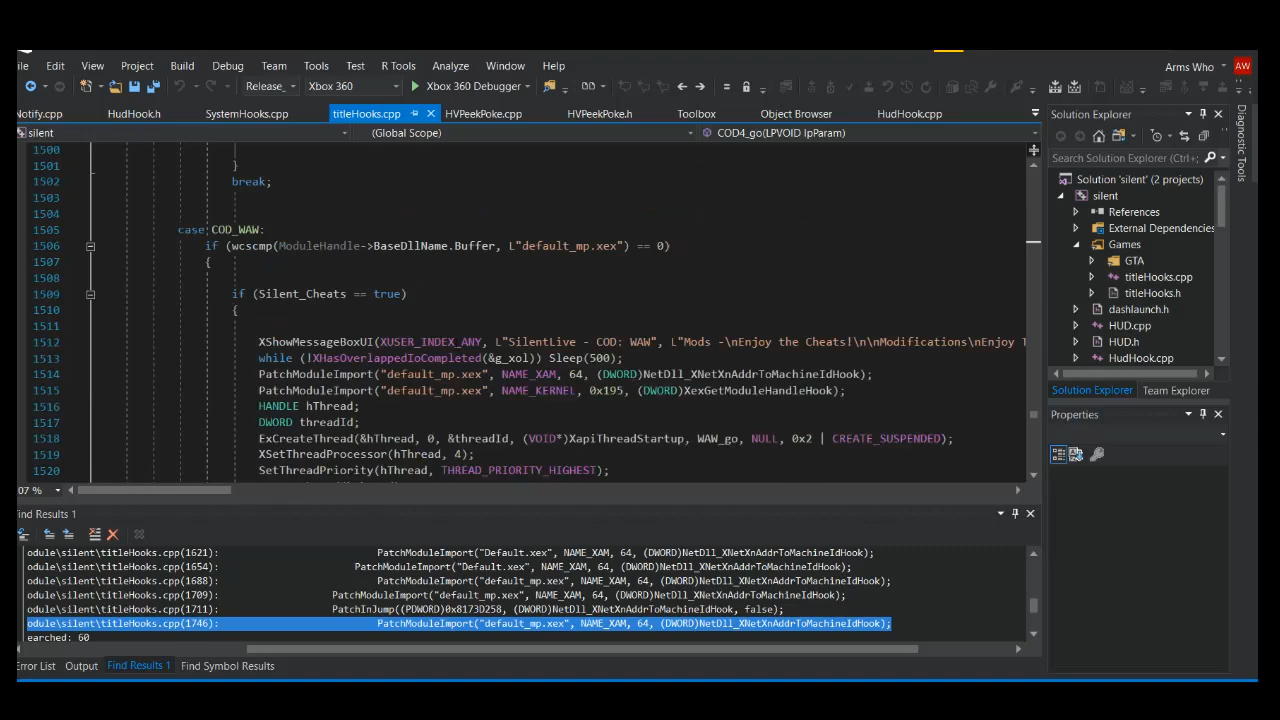 ile Edit View Project Build Debug Team Tools Test R Tools Analyze Window Help Arms Who AW
Release Xbox 360 Xbox 360 Debugger
Notify.cpp HudHook.cpp SystemHooks.cpp titleHooks.cpp HVPeekPoke.cpp HVPeekPoke.h Toolbox Object Browser HudHook.cpp
silent (Global Scope) COD4_go(LPVOID lpParam)
1500
1501 }
1502 break;
1503
1504
1505 case COD_WAW:
1506 if (wcscmp(ModuleHandle->BaseDllName.Buffer, L"default_mp.xex") == 0)
1507 {
1508
1509 if (Silent_Cheats == true)
1510 {
1511
1512 XShowMessageBoxUI(XUSER_INDEX_ANY, L"SilentLive - COD: WAW", L"Mods -\nEnjoy the Cheats!\n\nModifications\nEnjoy T
1513 while (!XHasOverlappedIoCompleted(&g_xol)) Sleep(500);
1514 PatchModuleImport("default_mp.xex", NAME_XAM, 64, (DWORD)NetDll_XNetXnAddrToMachineIdHook);
1515 PatchModuleImport("default_mp.xex", NAME_KERNEL, 0x195, (DWORD)XexGetModuleHandleHook);
1516 HANDLE hThread;
1517 DWORD threadId;
1518 ExCreateThread(&hThread, 0, &threadId, (VOID*)XapiThreadStartup, WAW_go, NULL, 0x2 | CREATE_SUSPENDED);
1519 XSetThreadProcessor(hThread, 4);
1520 SetThreadPriority(hThread, THREAD_PRIORITY_HIGHEST);
07 %
Find Results 1
odule\silent\titleHooks.cpp(1621): PatchModuleImport("Default.xex", NAME_XAM, 64, (DWORD)NetDll_XNetXnAddrToMachineIdHook);
odule\silent\titleHooks.cpp(1654): PatchModuleImport("Default.xex", NAME_XAM, 64, (DWORD)NetDll_XNetXnAddrToMachineIdHook);
odule\silent\titleHooks.cpp(1688): PatchModuleImport("default_mp.xex", NAME_XAM, 64, (DWORD)NetDll_XNetXnAddrToMachineIdHook);
odule\silent\titleHooks.cpp(1709): PatchModuleImport("default_mp.xex", NAME_XAM, 64, (DWORD)NetDll_XNetXnAddrToMachineIdHook);
odule\silent\titleHooks.cpp(1711): PatchInJump((PDWORD)0x8173D258, (DWORD)NetDll_XNetXnAddrToMachineIdHook, false);
odule\silent\titleHooks.cpp(1746): PatchModuleImport("default_mp.xex", NAME_XAM, 64, (DWORD)NetDll_XNetXnAddrToMachineIdHook);
earched: 60
Error List Output Find Results 1 Find Symbol Results
Solution Explorer
Search Solution Explorer (Ctrl+;
Solution 'silent' (2 projects)
silent
References
External Dependencies
Games
GTA
titleHooks.cpp
titleHooks.h
dashlaunch.h
HUD.cpp
HUD.h
HudHook.cpp
Solution Explorer Team Explorer
Properties
Diagnostic Tools